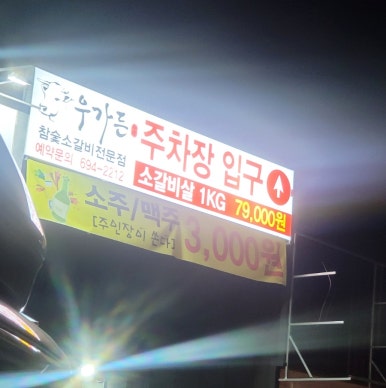 우가든 주차장 입구
참숯소갈비전문점
예약문의 694-2212
소갈비살 1KG 79,000원
소주/맥주 3,000원
[주인장이 쏜다]